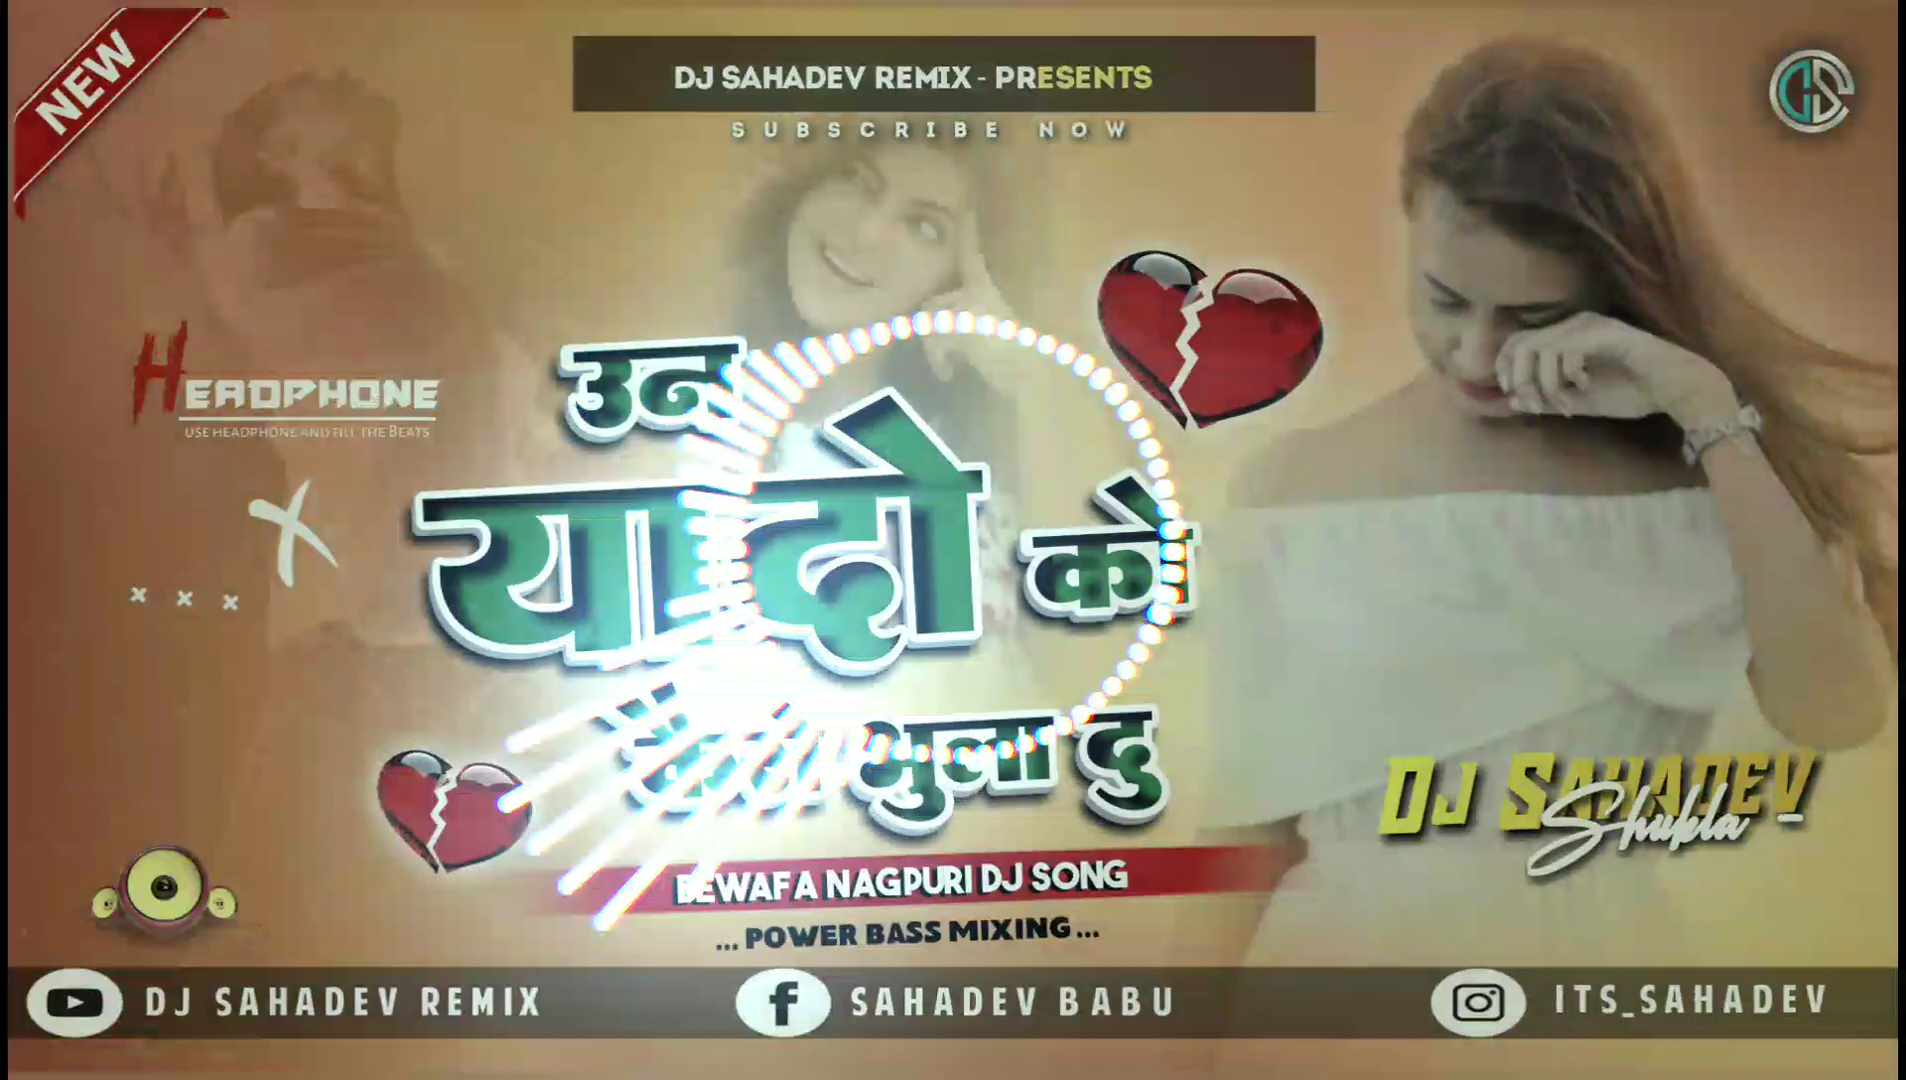 NEW
DJ SAHADEV REMIX - PRESENTS
SUBSCRIBE NOW
HEADPHONE
USE HEADPHONE AND FILL THE BEATS
उन
यादो को
भुला दु
DJ SAHADEV
Shukla
BEWAFA NAGPURI DJ SONG
... POWER BASS MIXING ...
DJ SAHADEV REMIX
SAHADEV BABU
ITS_SAHADEV